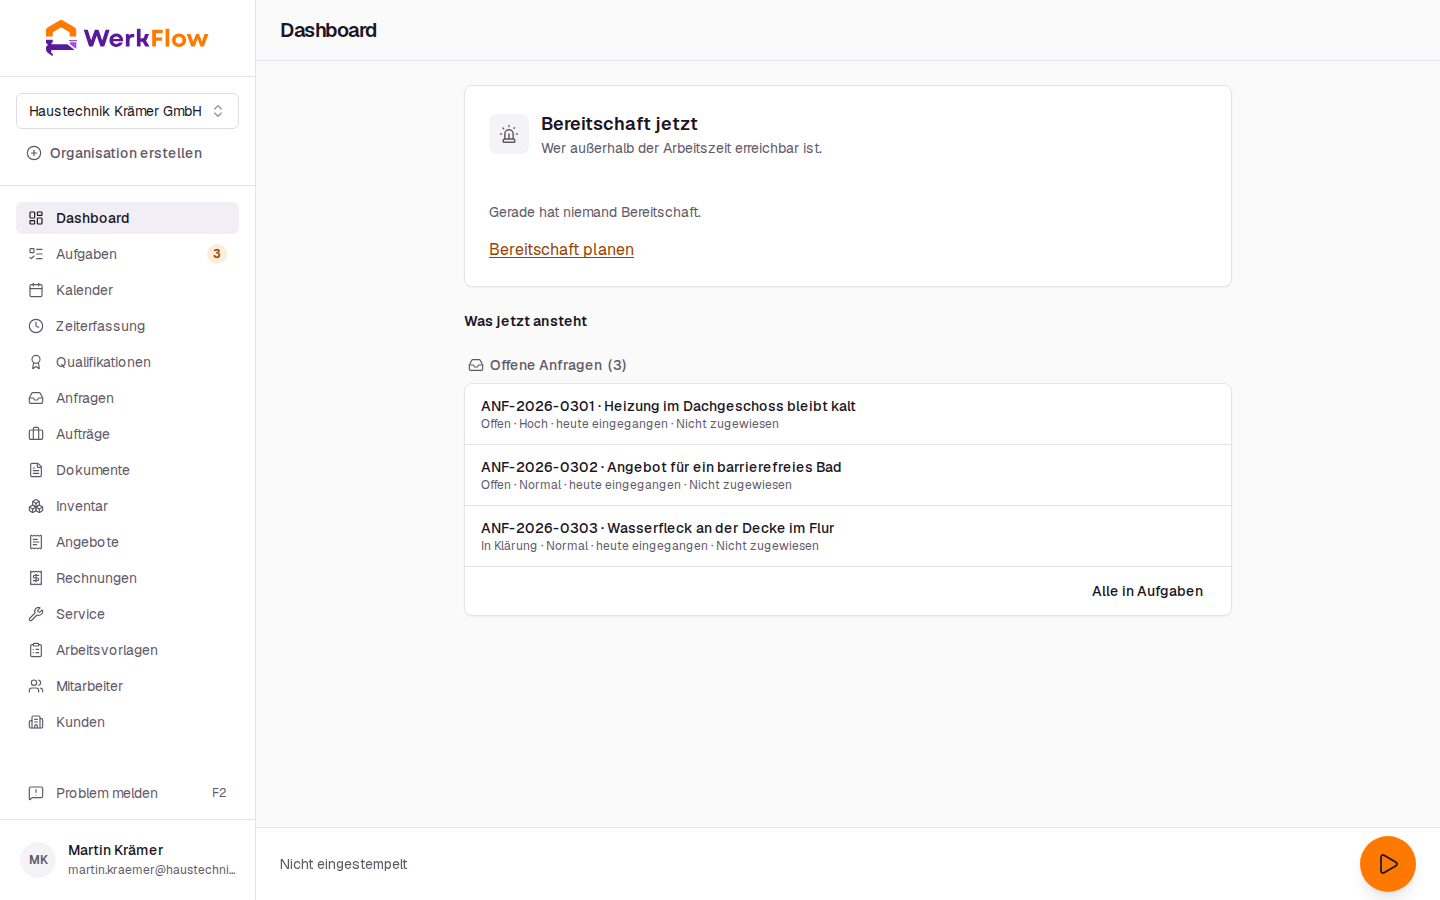 WerkFlow
Haustechnik Krämer GmbH
Organisation erstellen
Dashboard
Aufgaben 3
Kalender
Zeiterfassung
Qualifikationen
Anfragen
Aufträge
Dokumente
Inventar
Angebote
Rechnungen
Service
Arbeitsvorlagen
Mitarbeiter
Kunden
Problem melden F2
MK
Martin Krämer
martin.kraemer@haustechni...
Dashboard
Bereitschaft jetzt
Wer außerhalb der Arbeitszeit erreichbar ist.
Gerade hat niemand Bereitschaft.
Bereitschaft planen
Was jetzt ansteht
Offene Anfragen (3)
ANF-2026-0301 · Heizung im Dachgeschoss bleibt kalt
Offen · Hoch · heute eingegangen · Nicht zugewiesen
ANF-2026-0302 · Angebot für ein barrierefreies Bad
Offen · Normal · heute eingegangen · Nicht zugewiesen
ANF-2026-0303 · Wasserfleck an der Decke im Flur
In Klärung · Normal · heute eingegangen · Nicht zugewiesen
Alle in Aufgaben
Nicht eingestempelt